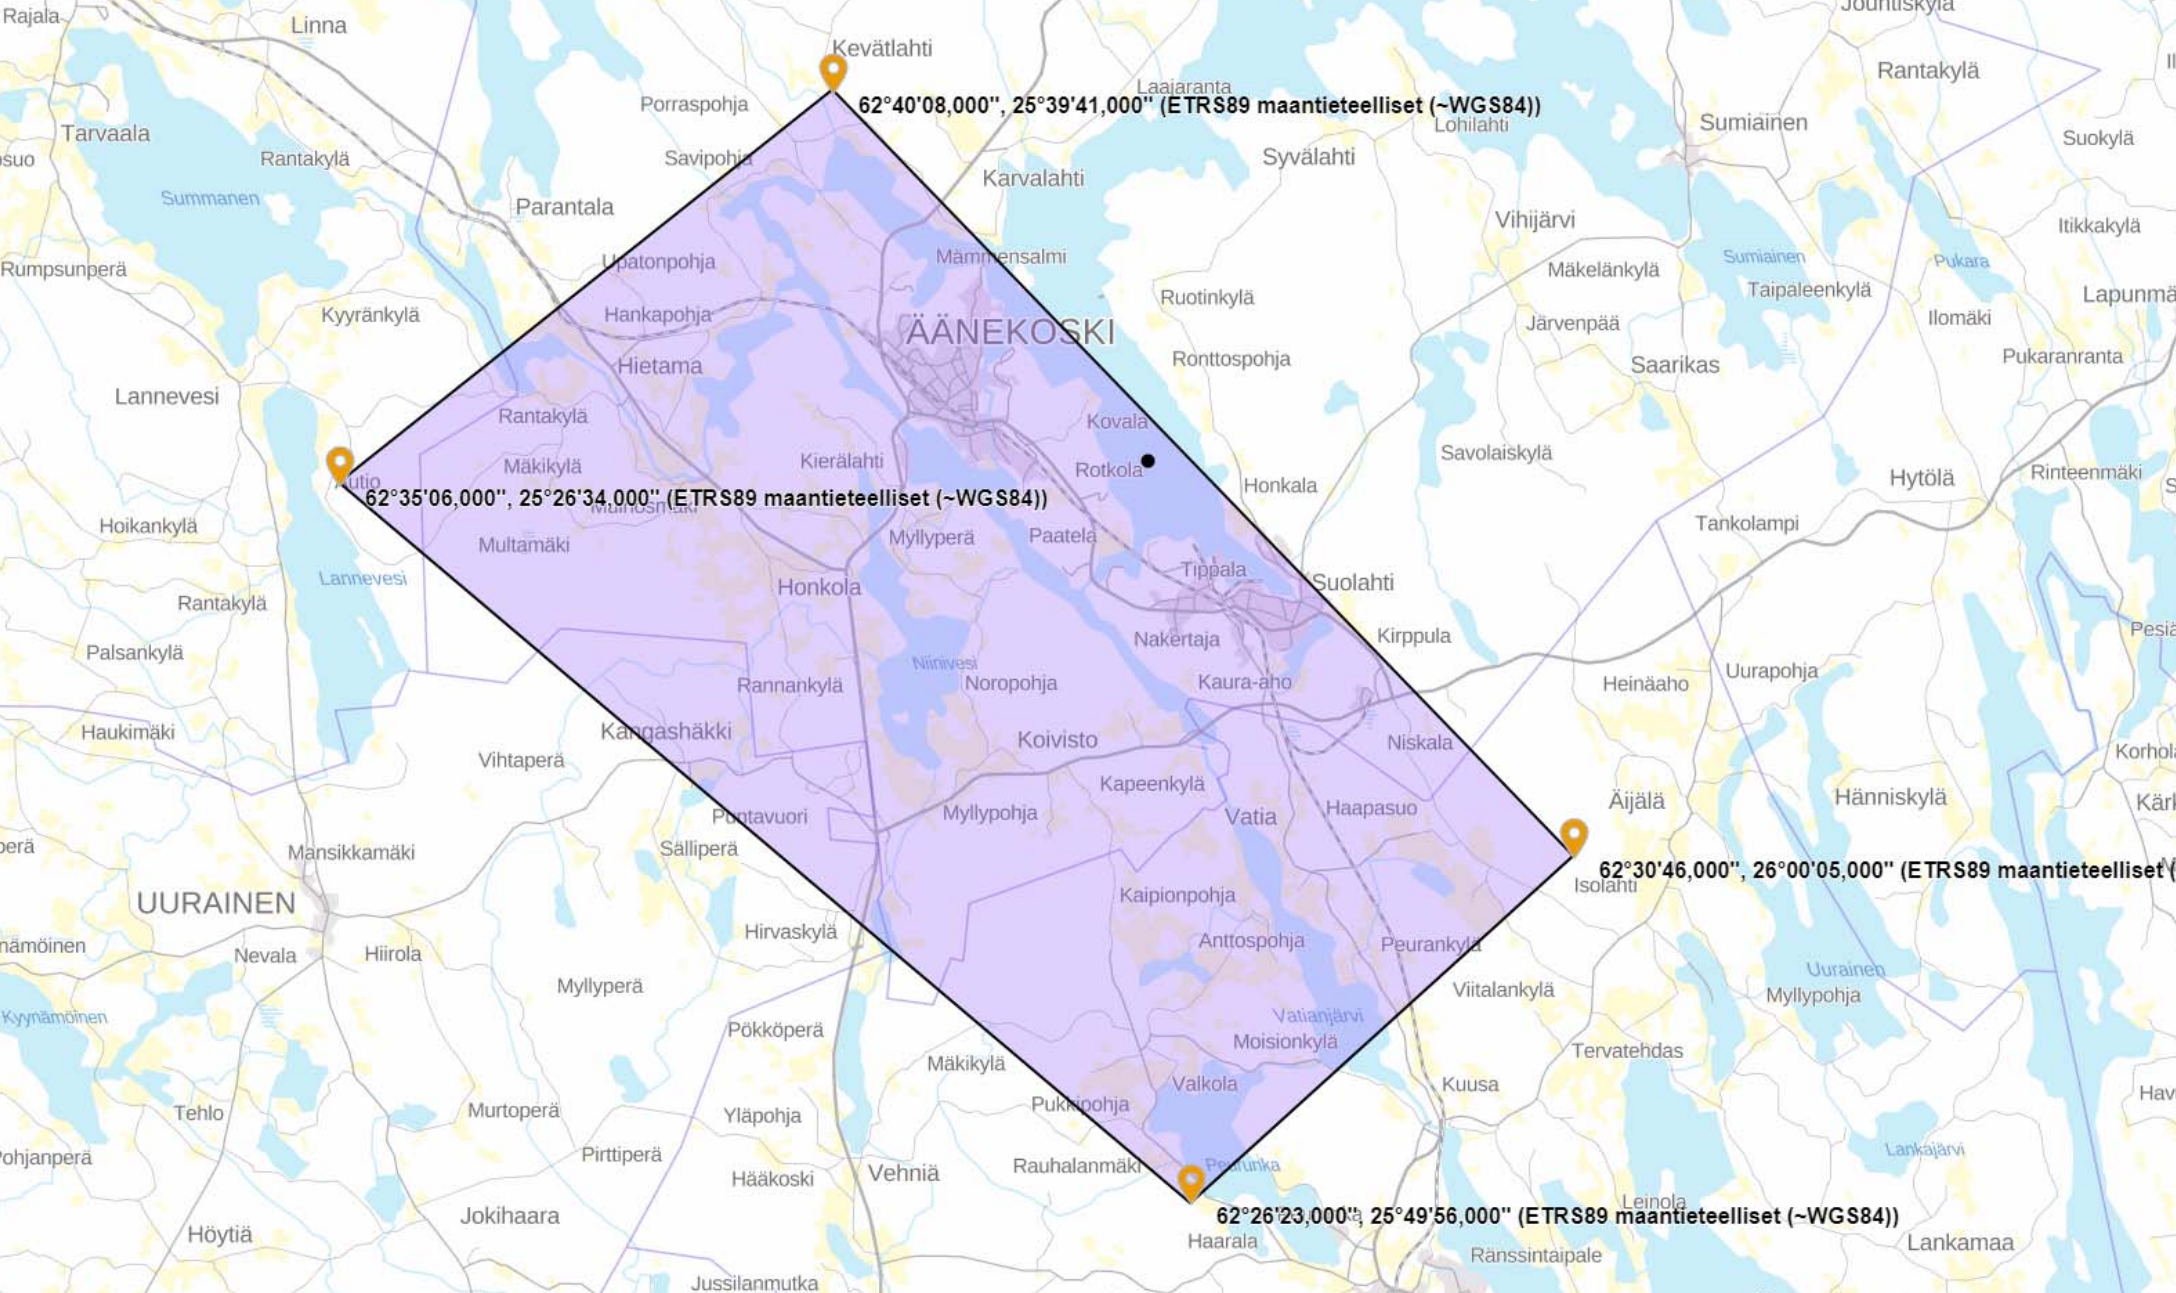 Rajala
Linna
Kevätlahti
Jouhtiskylä
Laajaranta
Rantakylä
Porraspohja
62°40'08,000", 25°39'41,000" (ETRS89 maantieteelliset (~WGS84))
Lohilahti
Sumiainen
Tarvaala
Suokylä
Rantakylä
Savipohja
Syvälahti
Karvalahti
Summanen
Parantala
Vihijärvi
Itikkakylä
Rumpsunperä
Upatonpohja
Mämmensalmi
Mäkelänkylä
Sumiainen
Pukara
Taipaleenkylä
Ruotinkylä
Kyyränkylä
Hankapohja
ÄÄNEKOSKI
Järvenpää
Ilomäki
Hietama
Ronttospohja
Saarikas
Pukaranranta
Lannevesi
Rantakylä
Kovala
Mäkikylä
Kierälahti
Rotkola
Savolaiskylä
Hytölä
Rinteenmäki
Honkala
62°35'06,000", 25°26'34,000" (ETRS89 maantieteelliset (~WGS84))
Hoikankylä
Multamäki
Myllyperä
Paatela
Tankolampi
Lannevesi
Honkola
Tippala
Suolahti
Rantakylä
Nakertaja
Kirppula
Palsankylä
Niinivesi
Noropohja
Rannankylä
Kaura-aho
Heinäaho
Uurapohja
Haukimäki
Kangashäkki
Koivisto
Niskala
Vihtaperä
Kapeenkylä
Äijälä
Hänniskylä
Puntavuori
Myllypohja
Vatia
Haapasuo
Mansikkamäki
Sälliperä
62°30'46,000", 26°00'05,000" (ETRS89 maantieteelliset (
Isolahti
UURAINEN
Kaipionpohja
Hirvaskylä
Anttospohja
Peurankylä
Nevala
Hiirola
Uurainen
Myllyperä
Viitalankylä
Myllypohja
Kyynämöinen
Pökköperä
Vatianjärvi
Moisionkylä
Tervatehdas
Mäkikylä
Valkola
Kuusa
Tehlo
Murtoperä
Yläpohja
Pukkipohja
Pirttiperä
Lankajärvi
Hääkoski
Vehniä
Rauhalanmäki
Peurunka
Leinola
Jokihaara
62°26'23,000", 25°49'56,000" (ETRS89 maantieteelliset (~WGS84))
Höytiä
Haarala
Ränssintaipale
Lankamaa
Jussilanmutka